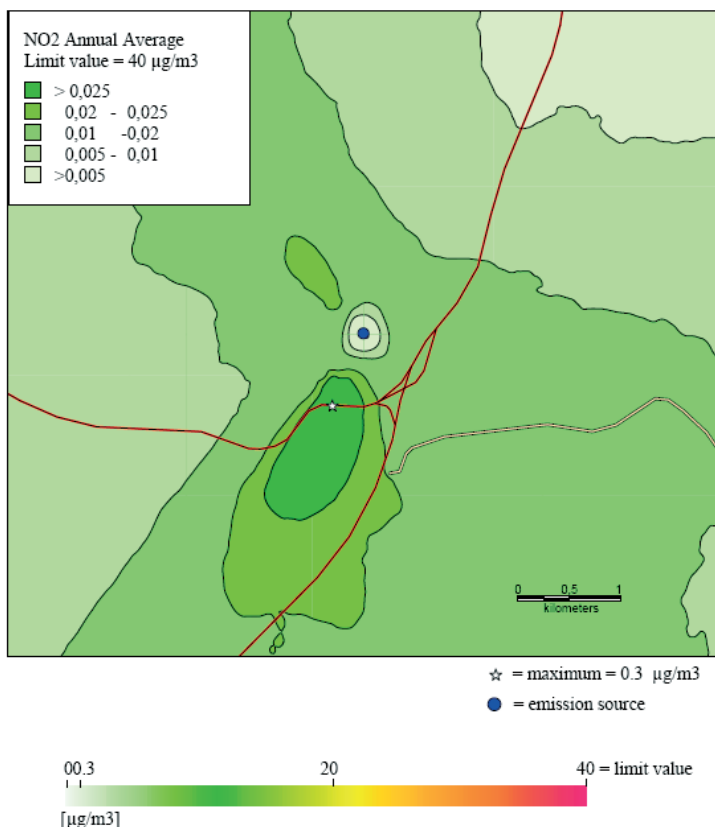 NO2 Annual Average
Limit value = 40 µg/m3
> 0,025
0,02 - 0,025
0,01 -0,02
0,005 - 0,01
>0,005
0 0,5 1
kilometers
= maximum = 0.3 µg/m3
= emission source
00.3 20 40 = limit value
[µg/m3]